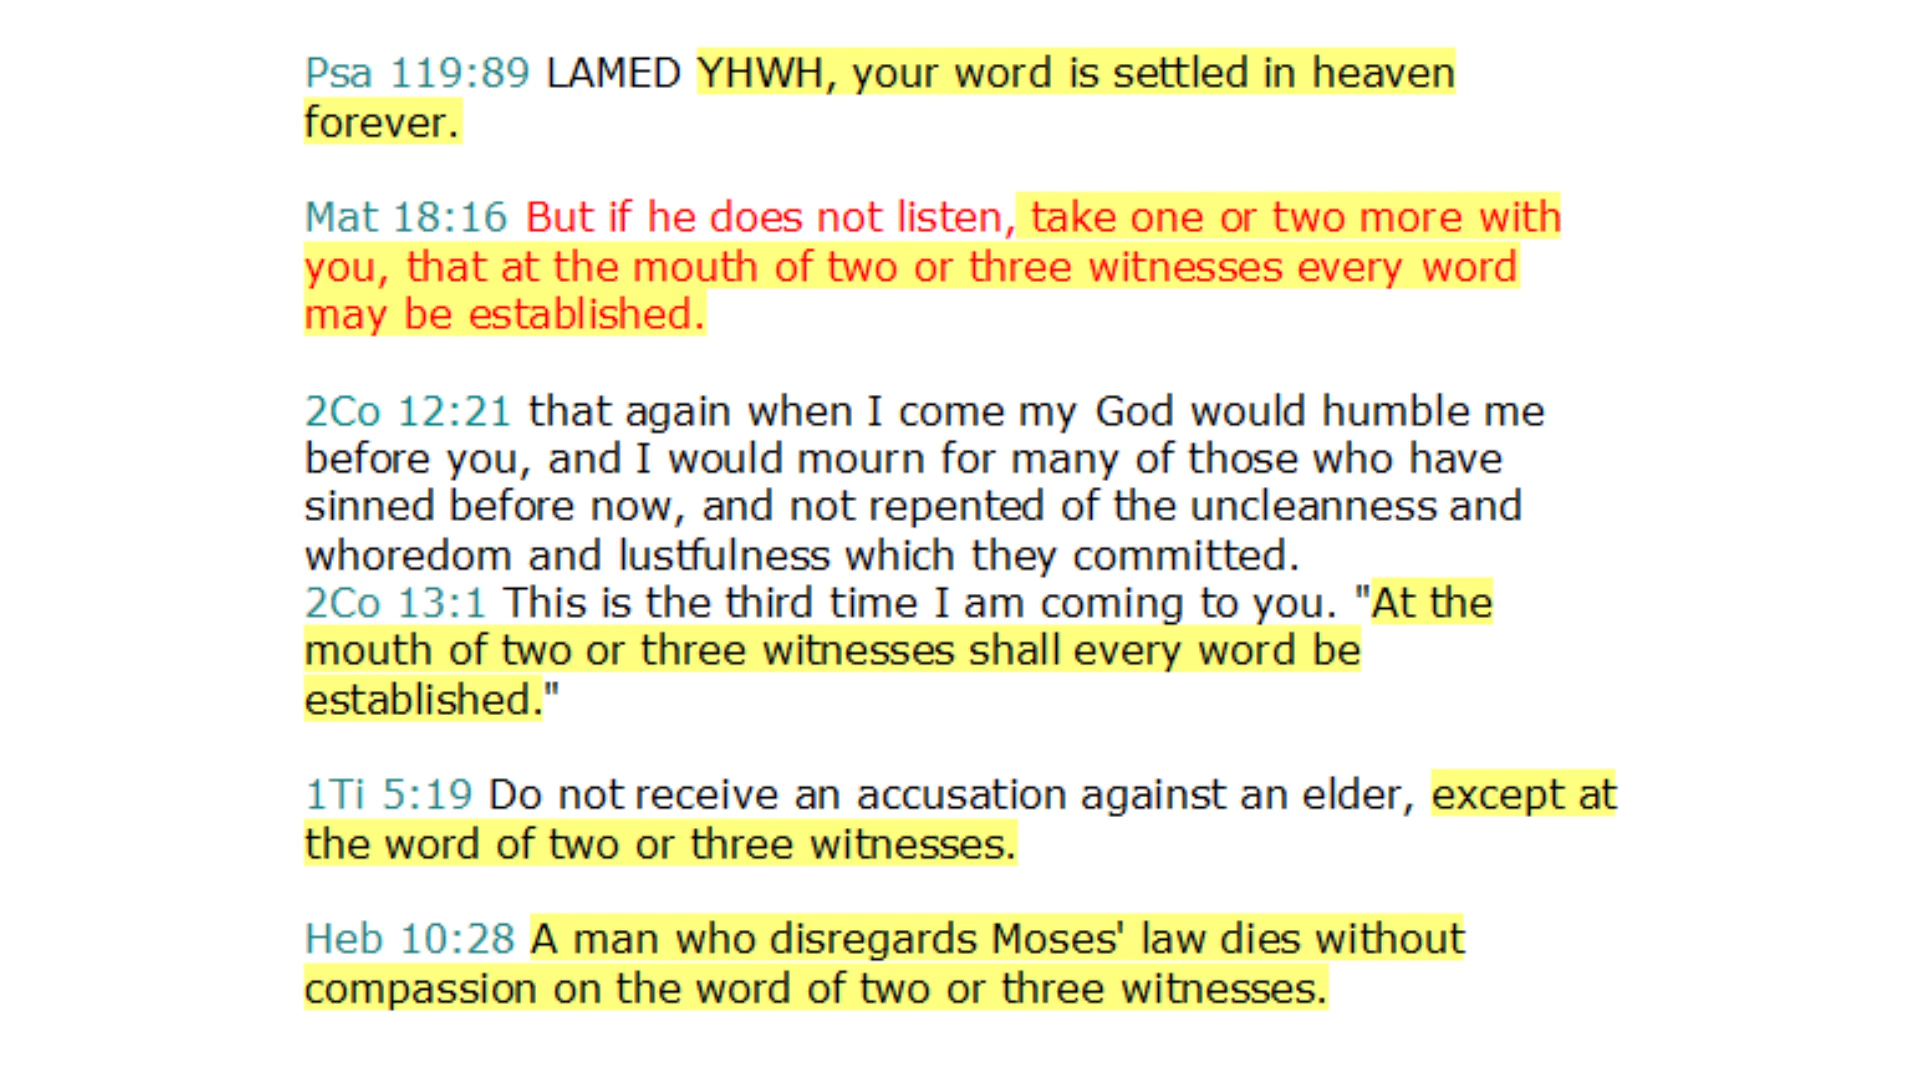 Psa 119:89 LAMED YHWH, your word is settled in heaven
forever.
Mat 18:16 But if he does not listen, take one or two more with
you, that at the mouth of two or three witnesses every word
may be established.
2Co 12:21 that again when I come my God would humble me
before you, and I would mourn for many of those who have
sinned before now, and not repented of the uncleanness and
whoredom and lustfulness which they committed.
2Co 13:1 This is the third time I am coming to you. "At the
mouth of two or three witnesses shall every word be
established."
1Ti 5:19 Do not receive an accusation against an elder, except at
the word of two or three witnesses.
Heb 10:28 A man who disregards Moses' law dies without
compassion on the word of two or three witnesses.